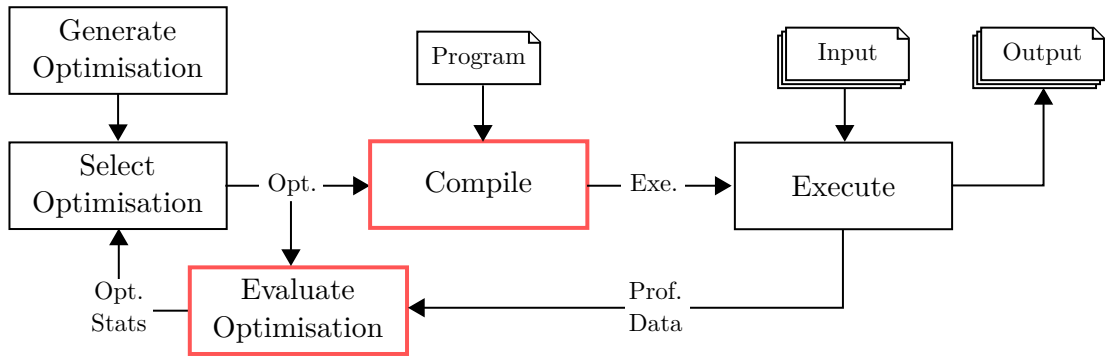 Generate
Optimisation
Program
Input
Output
Select
Optimisation
Opt.
Compile
Exe.
Execute
Opt.
Stats
Evaluate
Optimisation
Prof.
Data